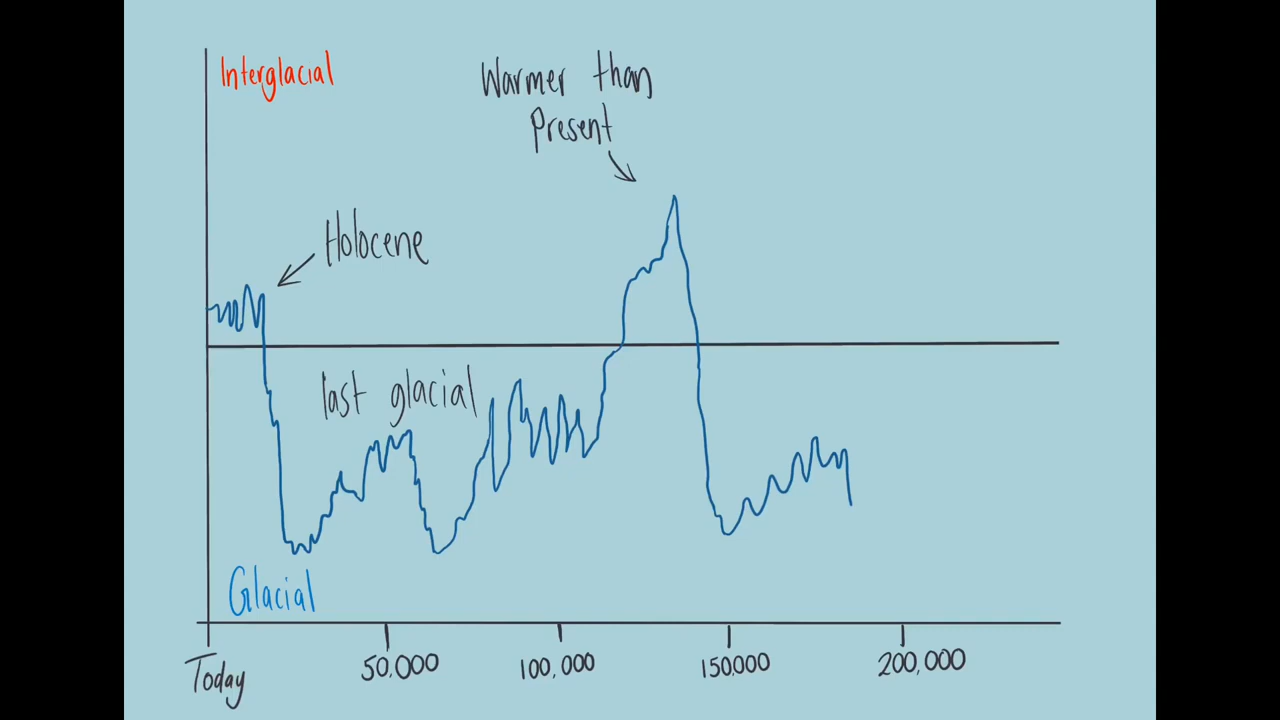 Interglacial
Warmer than
Present
Holocene
last glacial
Glacial
Today
50,000
100,000
150,000
200,000